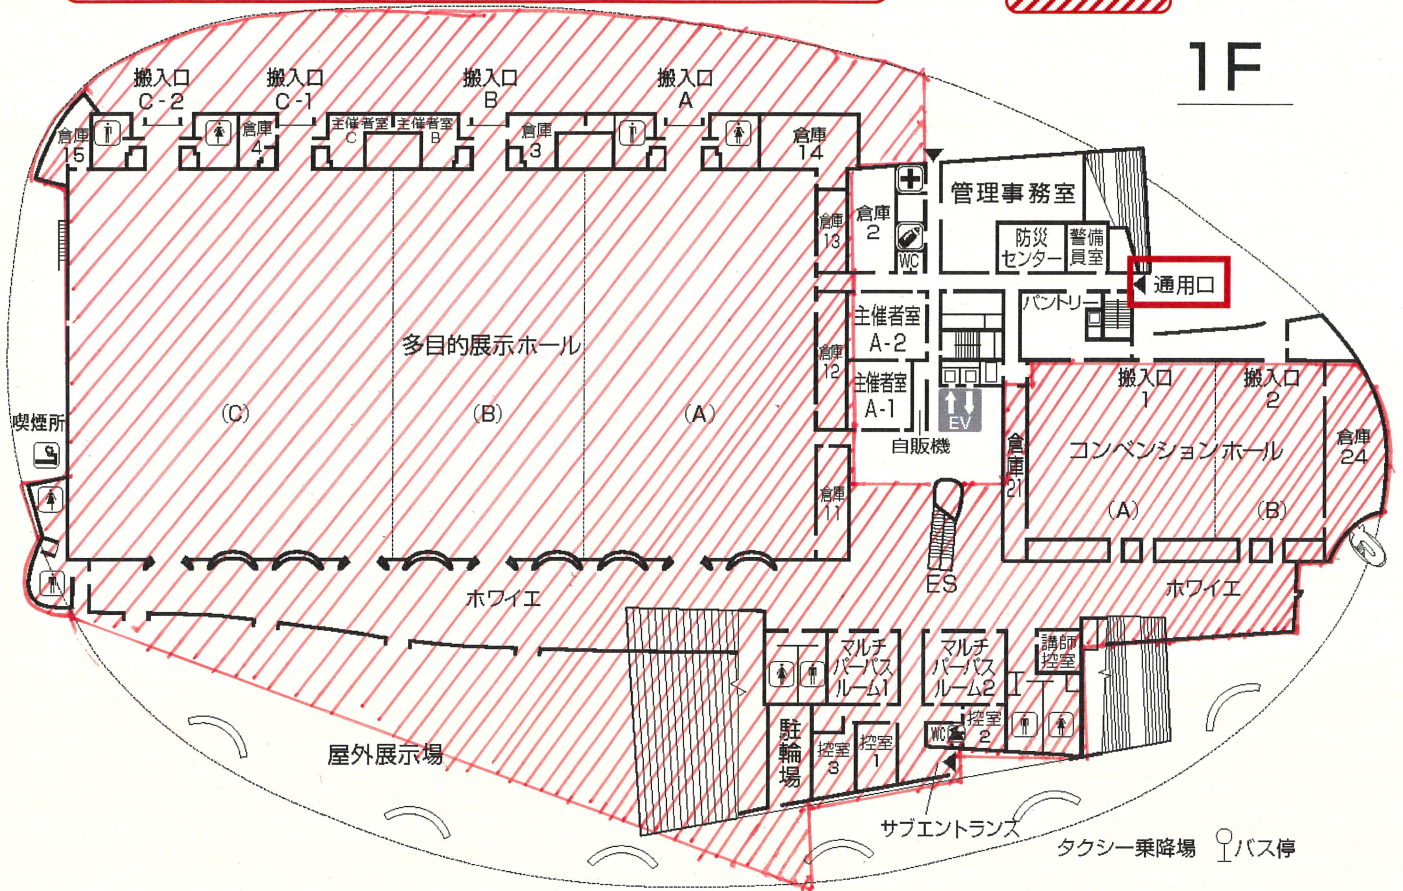 1F
搬入口
C-2
搬入口
C-1
搬入口
B
搬入口
A
倉庫
15
倉庫
4
主催者室
C
主催者室
B
倉庫
3
倉庫
14
管理事務室
倉庫
13
倉庫
2
WC
防災
センター
警備
員室
通用口
パントリー
主催者室
A-2
倉庫
12
多目的展示ホール
主催者室
A-1
搬入口
1
搬入口
2
(C)
(B)
(A)
EV
喫煙所
自販機
倉庫
21
コンベンションホール
倉庫
24
倉庫
11
(A)
(B)
ES
ホワイエ
ホワイエ
マルチ
パーパス
ルーム1
マルチ
パーパス
ルーム2
講師
控室
駐輪場
控室
3
控室
1
WC
控室
2
屋外展示場
サブエントランス
タクシー乗降場
バス停